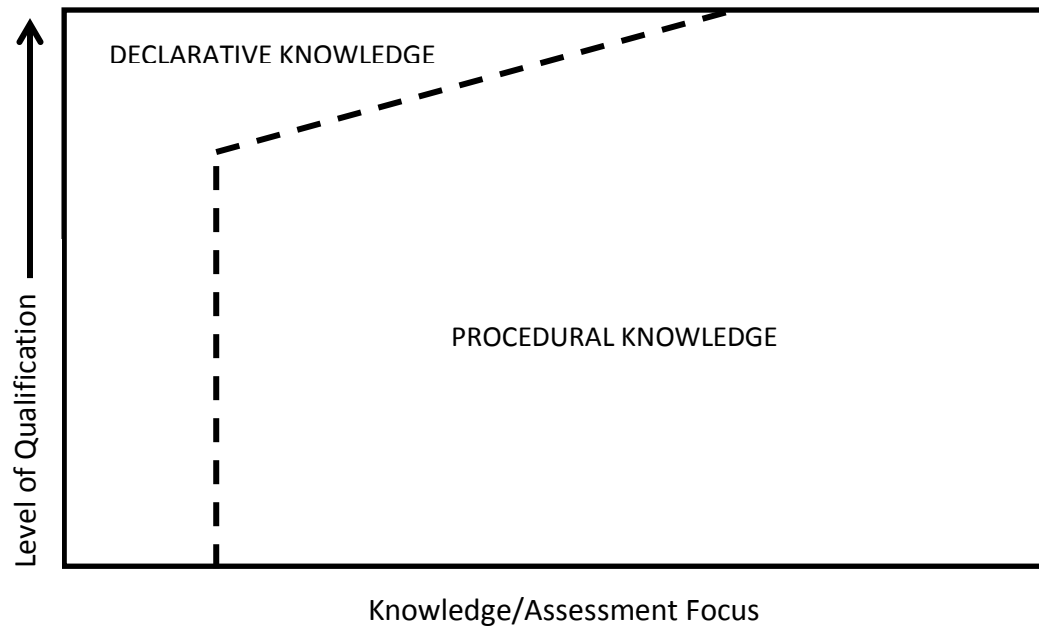 DECLARATIVE KNOWLEDGE
PROCEDURAL KNOWLEDGE
Level of Qualification
Knowledge/Assessment Focus